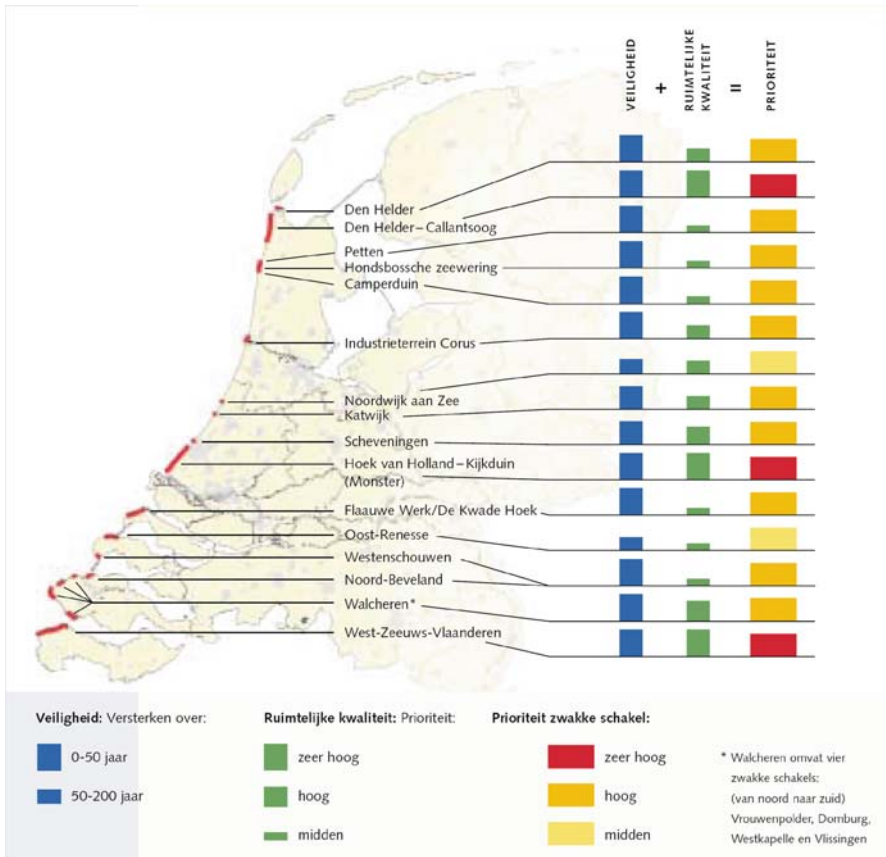 VEILIGHEID
+
RUIMTELIJKE
KWALITEIT
=
PRIORITEIT
Den Helder
Den Helder–Callantsoog
Petten
Hondsbossche zeewering
Camperduin
Industrieterrein Corus
Noordwijk aan Zee
Katwijk
Scheveningen
Hoek van Holland–Kijkduin
(Monster)
Flaauwe Werk/De Kwade Hoek
Oost-Renesse
Westenschouwen
Noord-Beveland
Walcheren*
West-Zeeuws-Vlaanderen
Veiligheid: Versterken over:
0-50 jaar
50-200 jaar
Ruimtelijke kwaliteit: Prioriteit:
zeer hoog
hoog
midden
Prioriteit zwakke schakel:
zeer hoog
hoog
midden
* Walcheren omvat vier
zwakke schakels:
(van noord naar zuid)
Vrouwenpolder, Domburg,
Westkapelle en Vlissingen